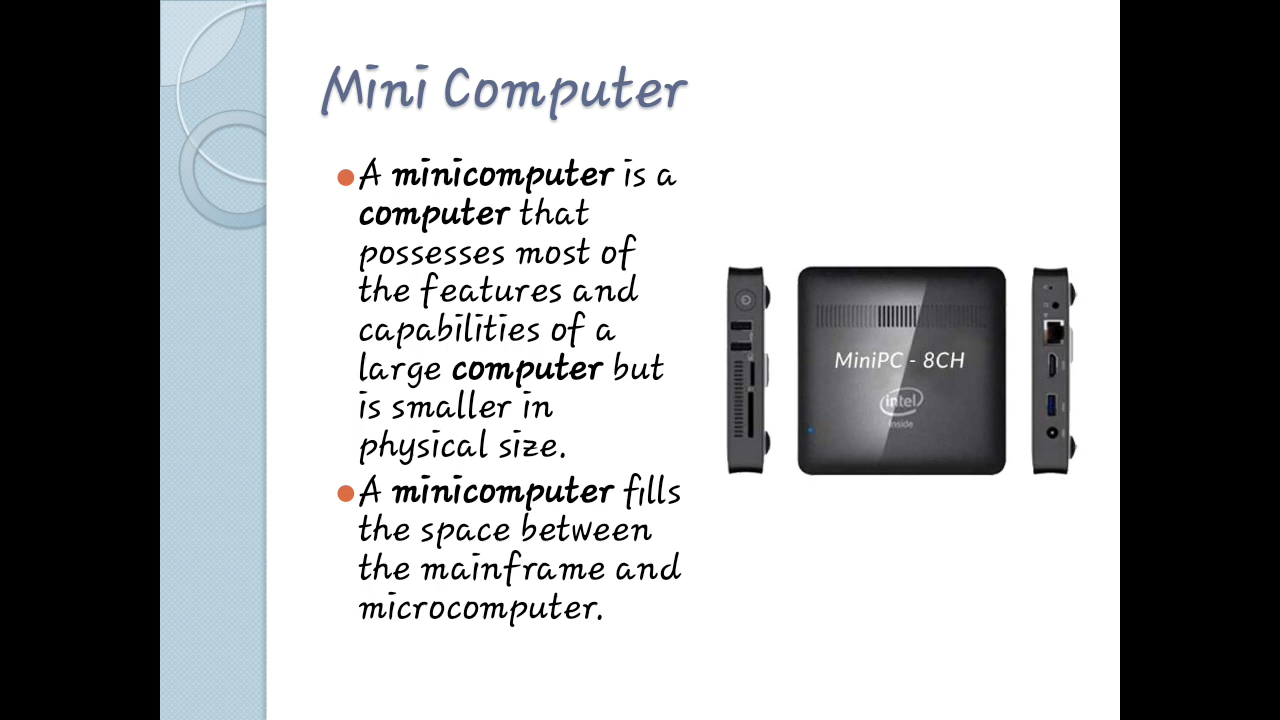 Mini Computer
A minicomputer is a
computer that
possesses most of
the features and
capabilities of a
large computer but
is smaller in
physical size.
A minicomputer fills
the space between
the mainframe and
microcomputer.
MiniPC - 8CH
intel
inside